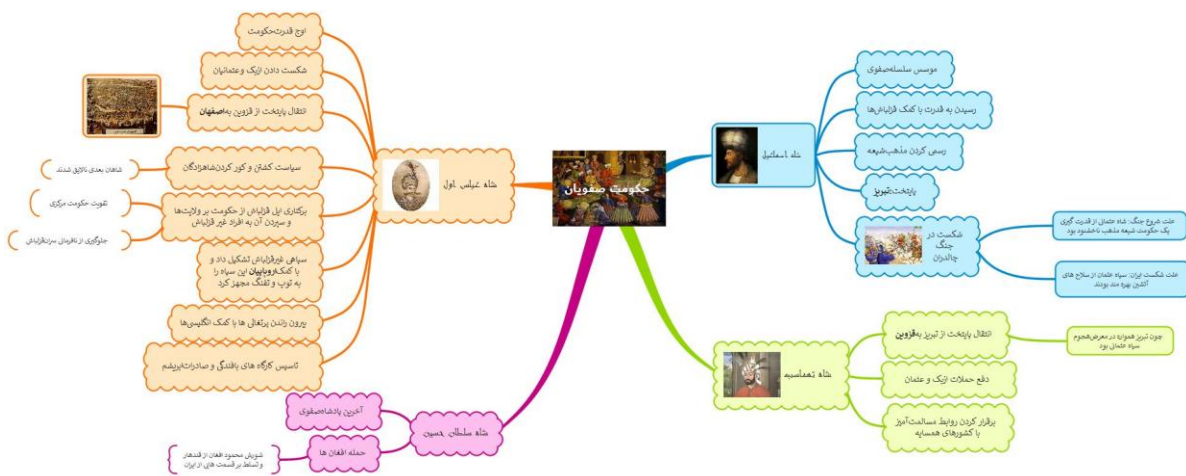 حکومت صفویان
شاه اسماعیل
موسس سلسله‌صفوی
رسیدن به قدرت با کمک قزلباش‌ها
رسمی کردن مذهب‌شیعه
پایتخت:تبریز
شکست در
جنگ
چالدران
علت شروع جنگ: شاه عثمانی از قدرت گیری
یک حکومت شیعه مذهب ناخشنود بود
علت شکست ایران: سپاه عثمان از سلاح های
آتشین بهره مند بودند
شاه تهماسب
انتقال پایتخت از تبریز به‌قزوین
چون تبریز همواره در معرض‌هجوم
سپاه عثمانی بود
دفع حملات ازبک و عثمان
برقرار کردن روابط مسالمت‌آمیز
با کشورهای همسایه
شاه عباس اول
اوج قدرت‌حکومت
شکست دادن ازبک و عثمانیان
انتقال پایتخت از قزوین به‌اصفهان
سیاست کشتن و کور کردن‌شاهزادگان
شاهان بعدی نالایق شدند
برکناری ایل قزلباش از حکومت بر ولایت‌ها
و سپردن آن به افراد غیر قزلباش
تقویت حکومت مرکزی
جلوگیری از نافرمانی سران‌قزلباش
سپاهی غیرقزلباش تشکیل داد و
با کمک‌اروپاییان این سپاه را
به توپ و تفنگ مجهز کرد
بیرون راندن پرتغالی ها با کمک انگلیسی‌ها
تاسیس کارگاه های بافندگی و صادرات‌ابریشم
شاه سلطان حسین
آخرین پادشاه‌صفوی
حمله افغان ها
شورش محمود افغان از قندهار
و تسلط بر قسمت هایی از ایران